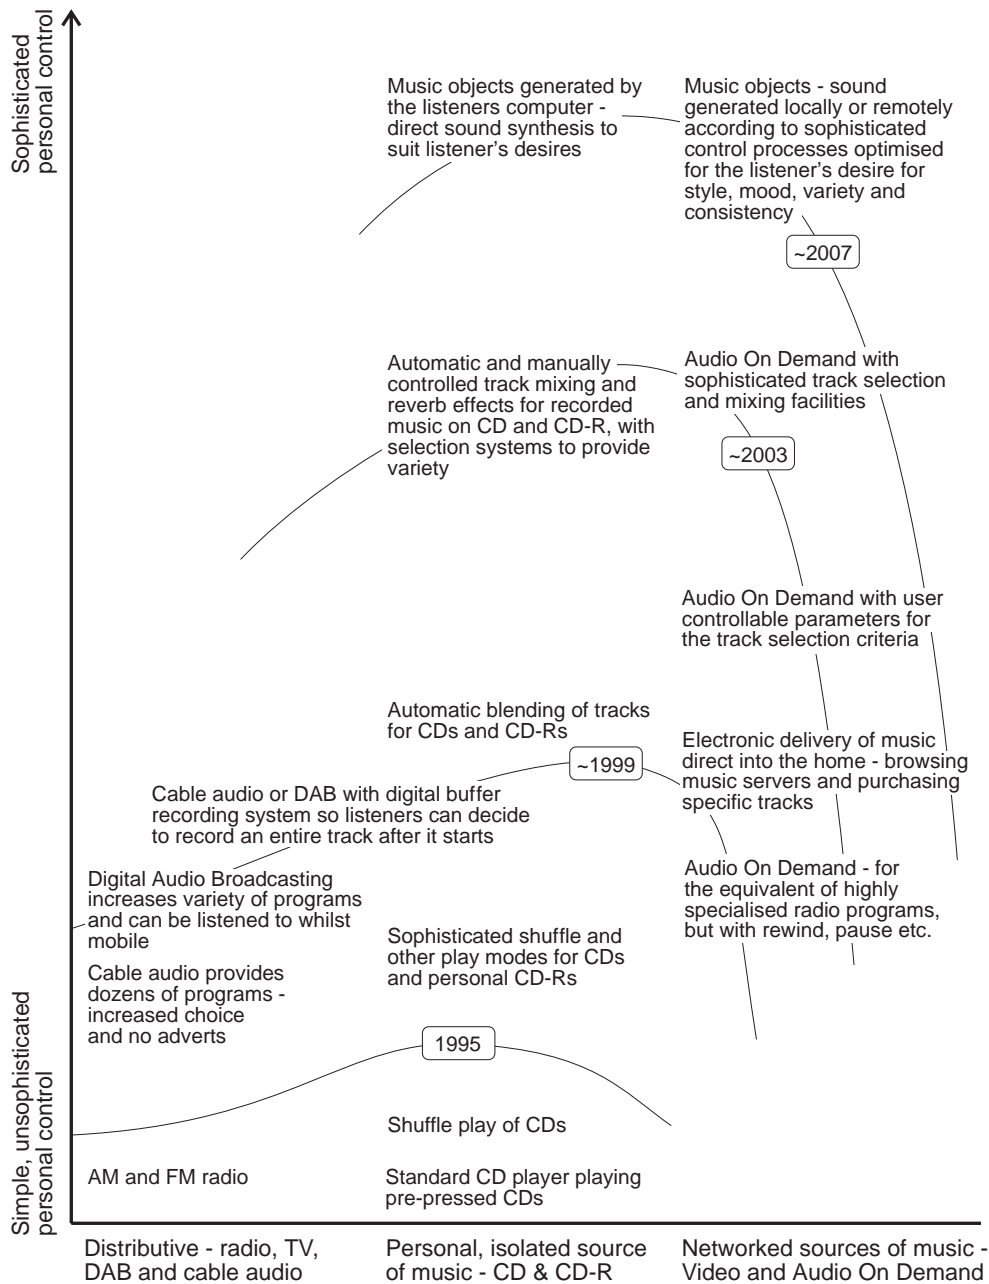 Sophisticated
personal control
Music objects generated by
the listeners computer -
direct sound synthesis to
suit listener's desires
Music objects - sound
generated locally or remotely
according to sophisticated
control processes optimised
for the listener's desire for
style, mood, variety and
consistency
~2007
Automatic and manually
controlled track mixing and
reverb effects for recorded
music on CD and CD-R, with
selection systems to provide
variety
Audio On Demand with
sophisticated track selection
and mixing facilities
~2003
Audio On Demand with user
controllable parameters for
the track selection criteria
Automatic blending of tracks
for CDs and CD-Rs
~1999
Electronic delivery of music
direct into the home - browsing
music servers and purchasing
specific tracks
Cable audio or DAB with digital buffer
recording system so listeners can decide
to record an entire track after it starts
Digital Audio Broadcasting
increases variety of programs
and can be listened to whilst
mobile
Audio On Demand - for
the equivalent of highly
specialised radio programs,
but with rewind, pause etc.
Sophisticated shuffle and
other play modes for CDs
and personal CD-Rs
Cable audio provides
dozens of programs -
increased choice
and no adverts
1995
Shuffle play of CDs
AM and FM radio
Standard CD player playing
pre-pressed CDs
Simple, unsophisticated
personal control
Distributive - radio, TV,
DAB and cable audio
Personal, isolated source
of music - CD & CD-R
Networked sources of music -
Video and Audio On Demand